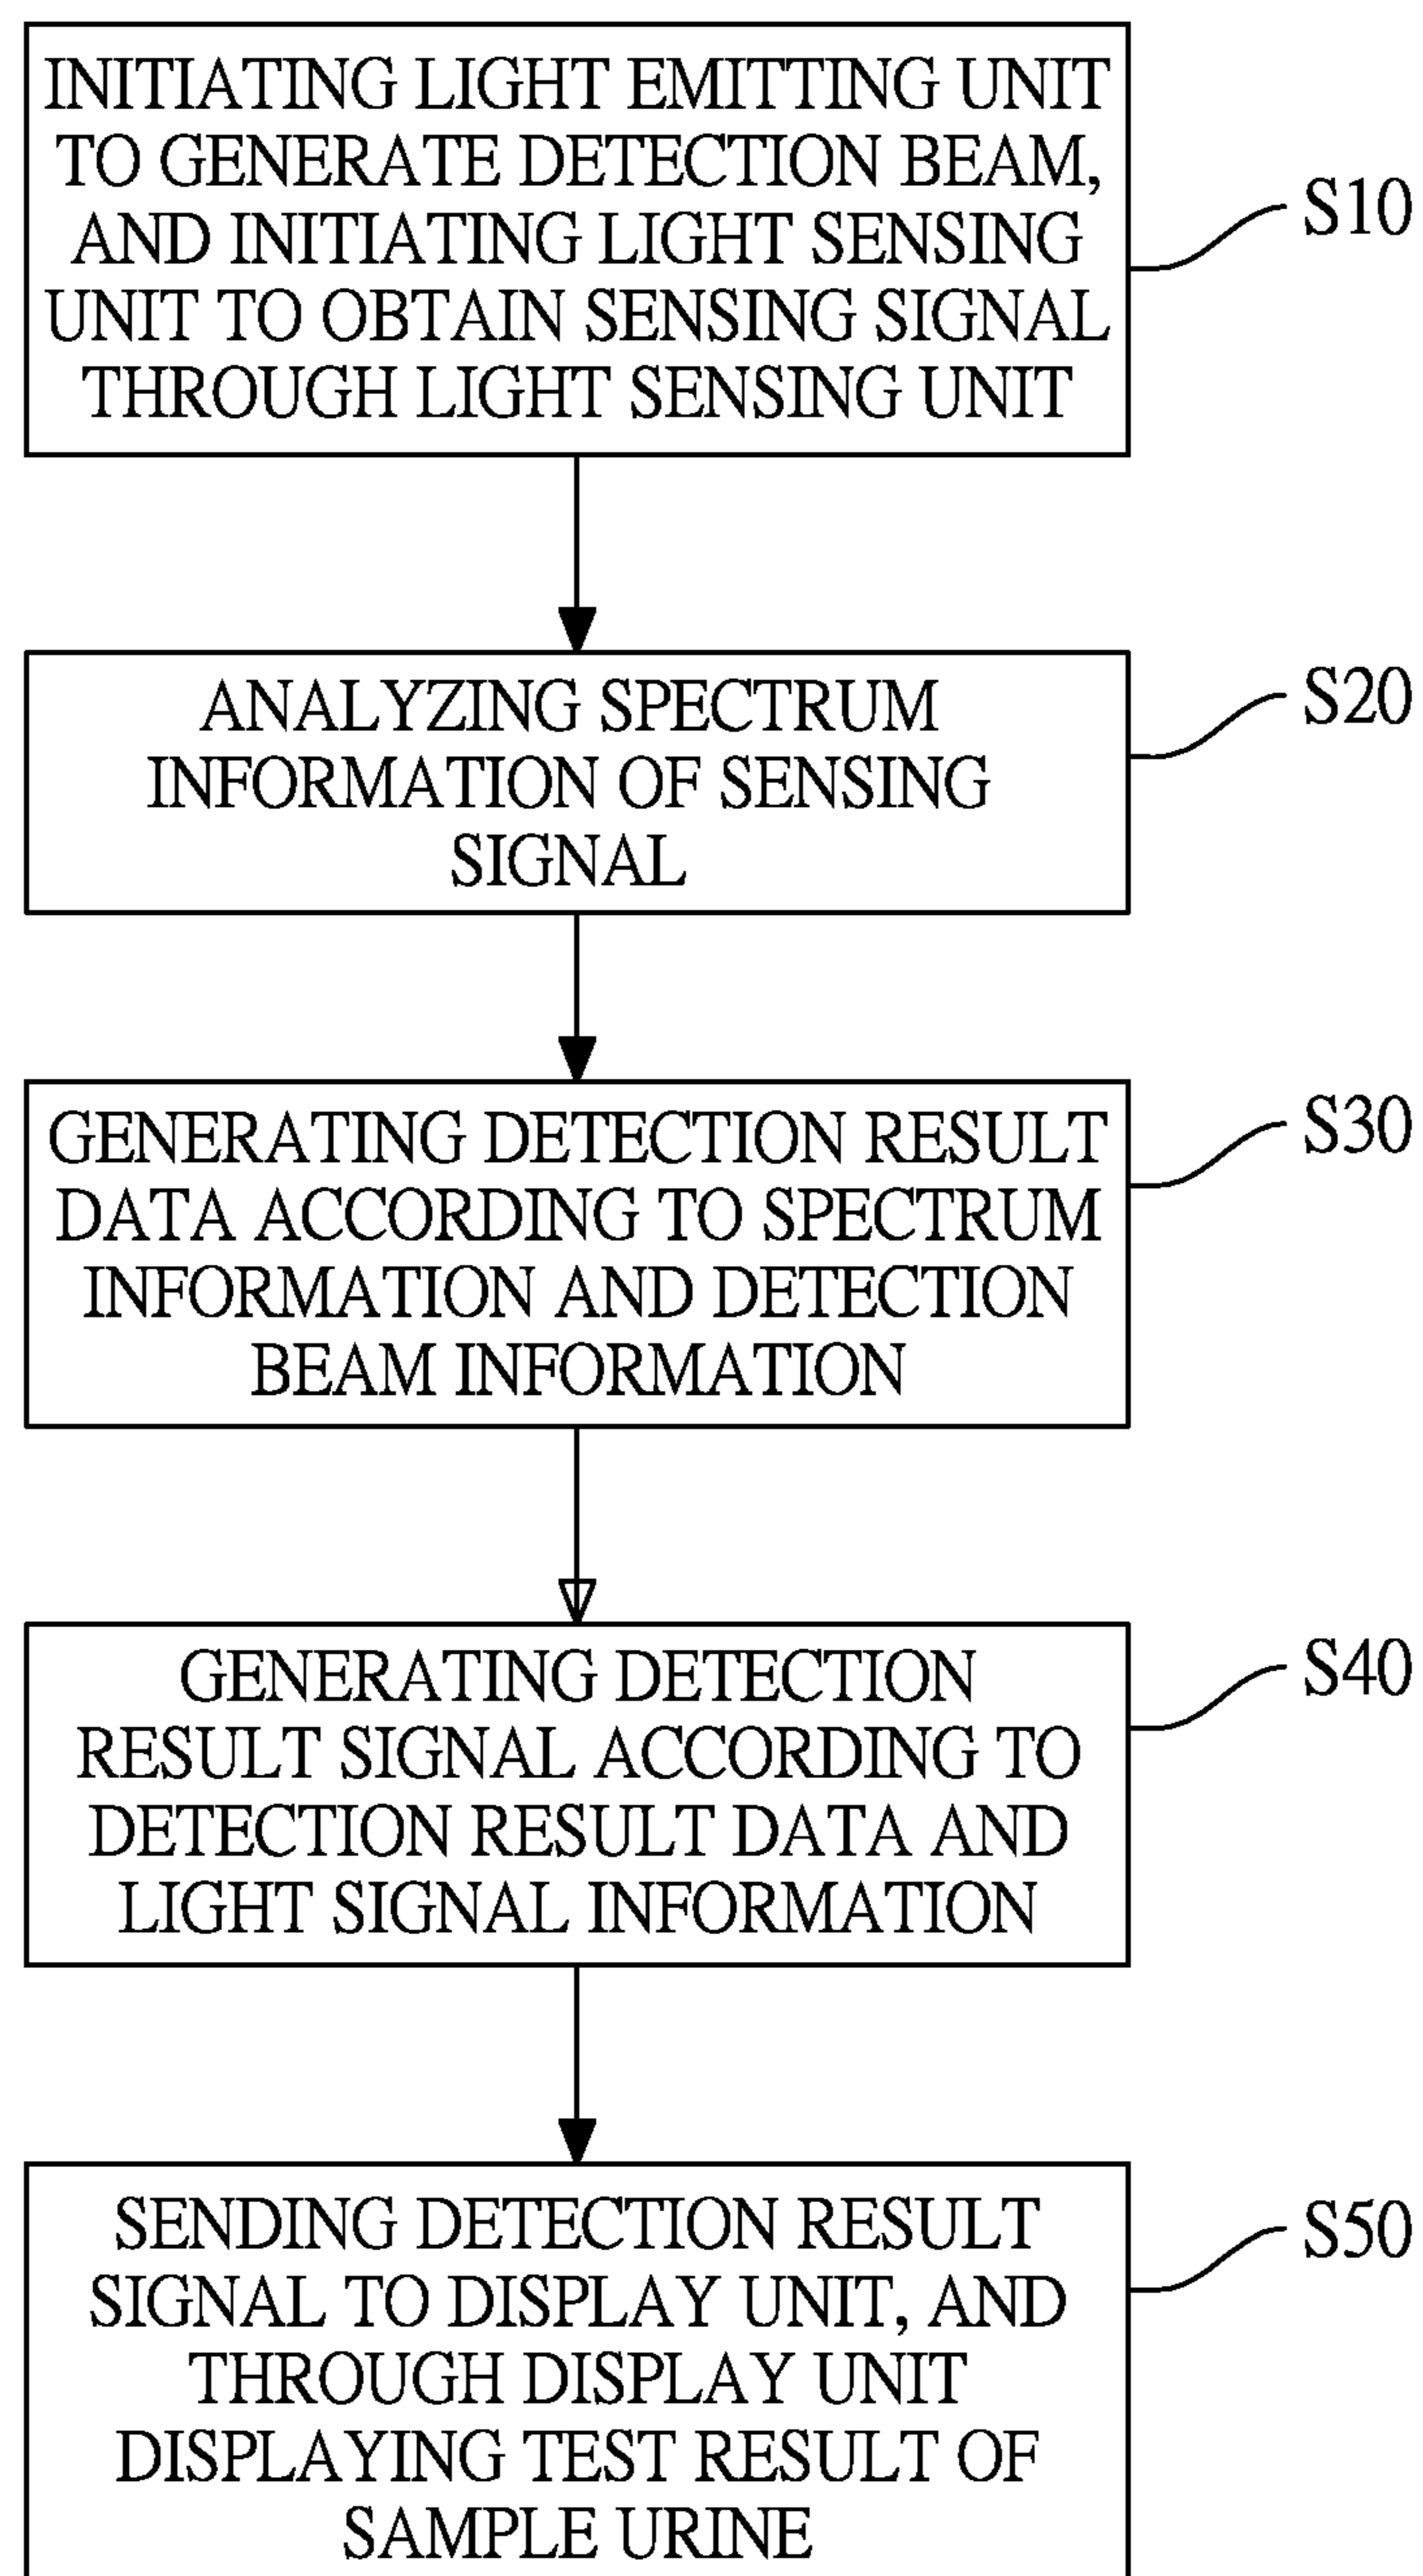 INITIATING LIGHT EMITTING UNIT
TO GENERATE DETECTION BEAM,
AND INITIATING LIGHT SENSING
UNIT TO OBTAIN SENSING SIGNAL
THROUGH LIGHT SENSING UNIT
S10
ANALYZING SPECTRUM
INFORMATION OF SENSING
SIGNAL
S20
GENERATING DETECTION RESULT
DATA ACCORDING TO SPECTRUM
INFORMATION AND DETECTION
BEAM INFORMATION
S30
GENERATING DETECTION
RESULT SIGNAL ACCORDING TO
DETECTION RESULT DATA AND
LIGHT SIGNAL INFORMATION
S40
SENDING DETECTION RESULT
SIGNAL TO DISPLAY UNIT, AND
THROUGH DISPLAY UNIT
DISPLAYING TEST RESULT OF
SAMPLE URINE
S50